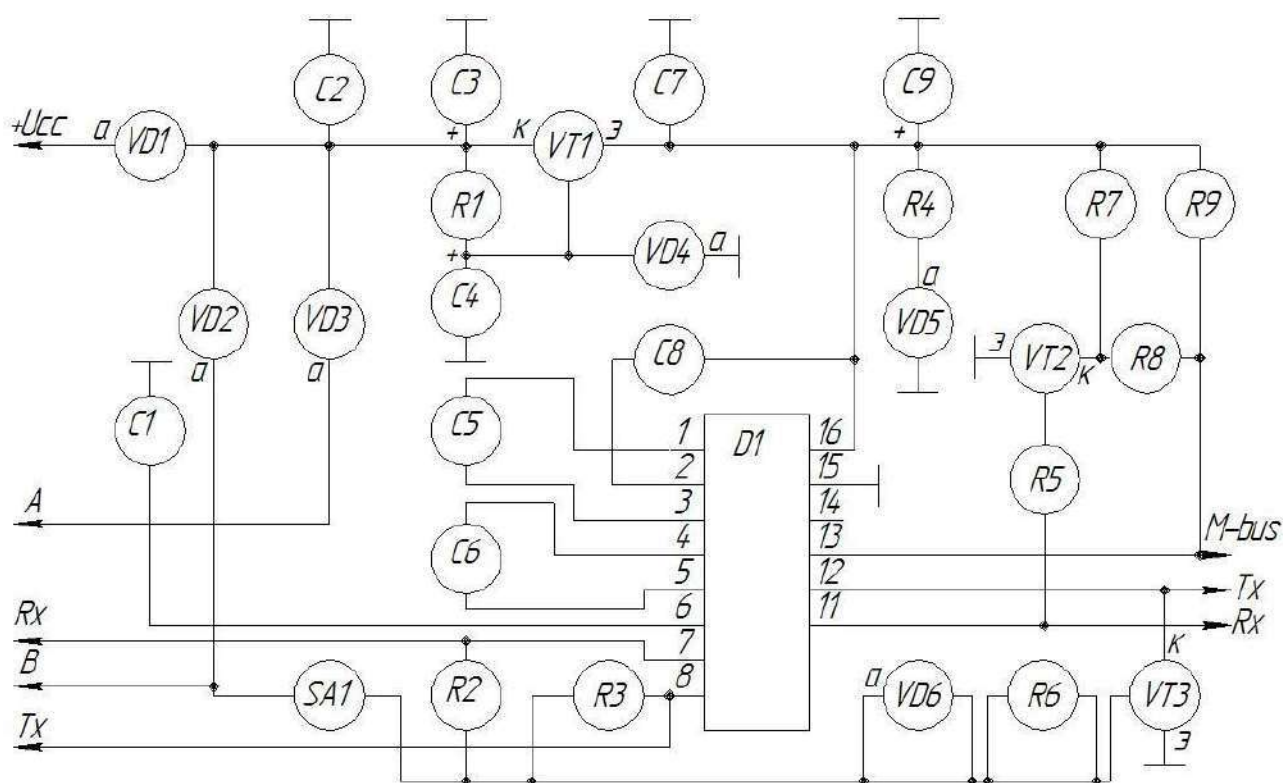 C2 C3 C7 C9
+Ucc а VD1 + к VT1 э +
R1 R4 R7 R9
+ VD4 а
C4 а
VD2 VD3 VD5
а а C8 э VT2 к R8
C1 C5 1 D1 16
2 15 R5
A 3 14
C6 4 13 M-bus
5 12 Tx
Rx 6 11 Rx
7 к
B 8 а
SA1 R2 R3 VD6 R6 VT3
Tx э